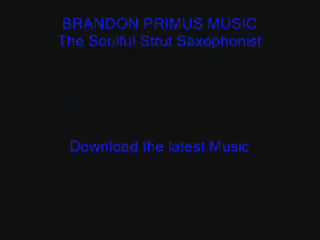 BRANDON PRIMUS MUSIC
The Soulful Strut Saxophonist
Download the latest Music